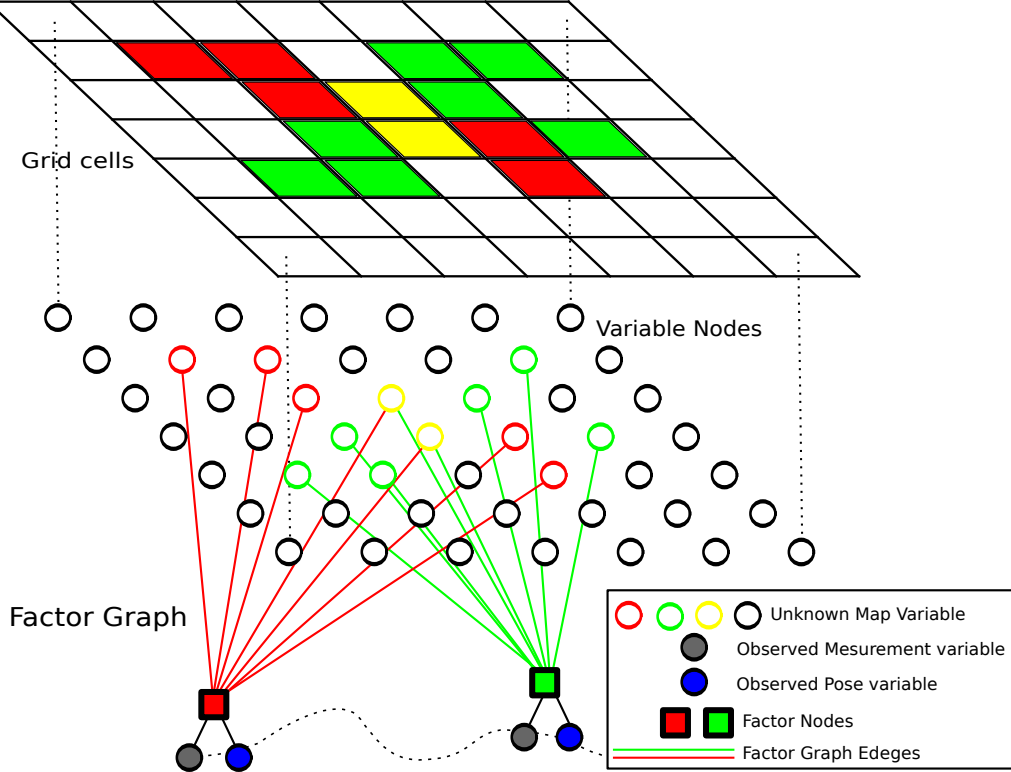 Grid cells
Variable Nodes
Factor Graph
Unknown Map Variable
Observed Mesurement variable
Observed Pose variable
Factor Nodes
Factor Graph Edeges